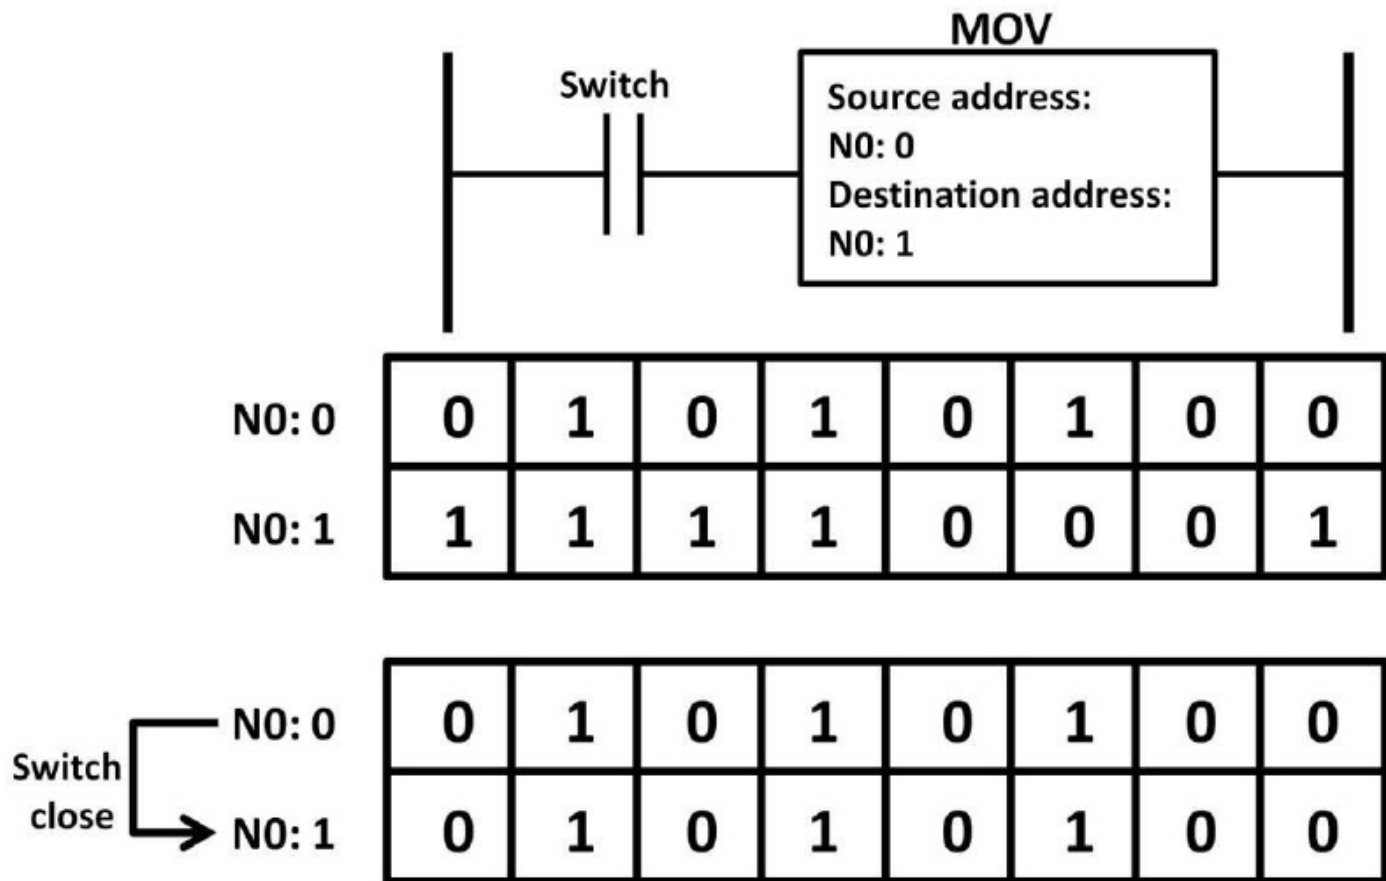 MOV
Switch
Source address:
N0: 0
Destination address:
N0: 1
N0: 0 0 1 0 1 0 1 0 0
N0: 1 1 1 1 1 0 0 0 1
N0: 0 0 1 0 1 0 1 0 0
Switch
close
N0: 1 0 1 0 1 0 1 0 0